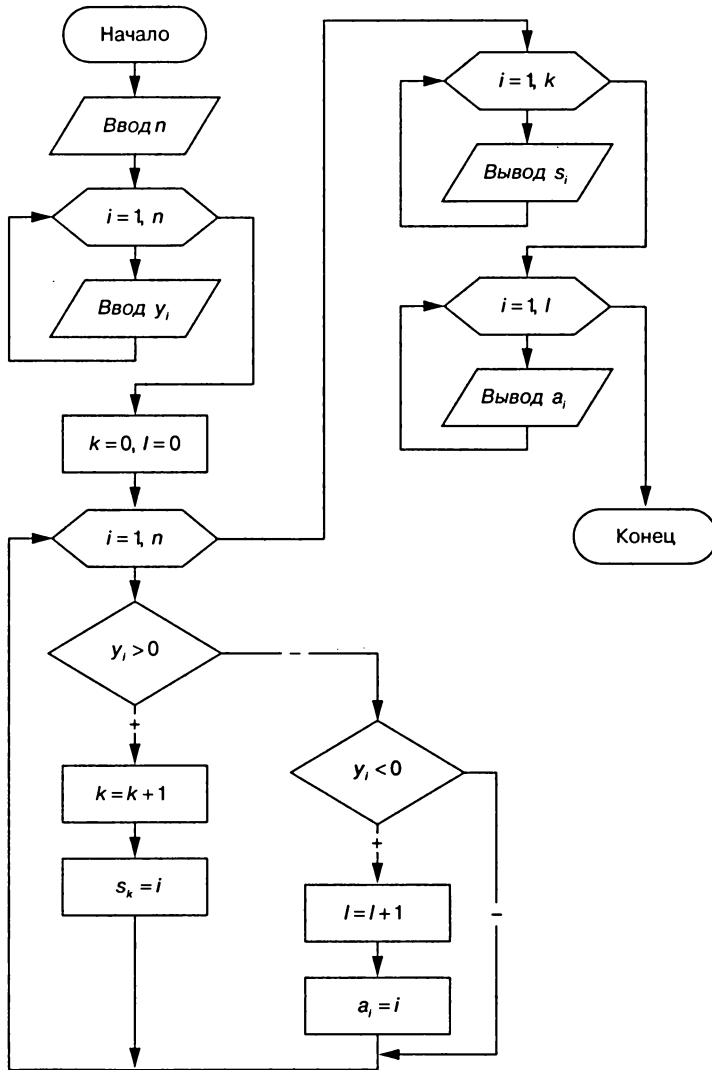 Начало
Ввод n
i = 1, n
Ввод yᵢ
k = 0, l = 0
i = 1, n
yᵢ > 0
–
+
k = k + 1
sₖ = i
yᵢ < 0
+
–
l = l + 1
aₗ = i
i = 1, k
Вывод sᵢ
i = 1, l
Вывод aᵢ
Конец